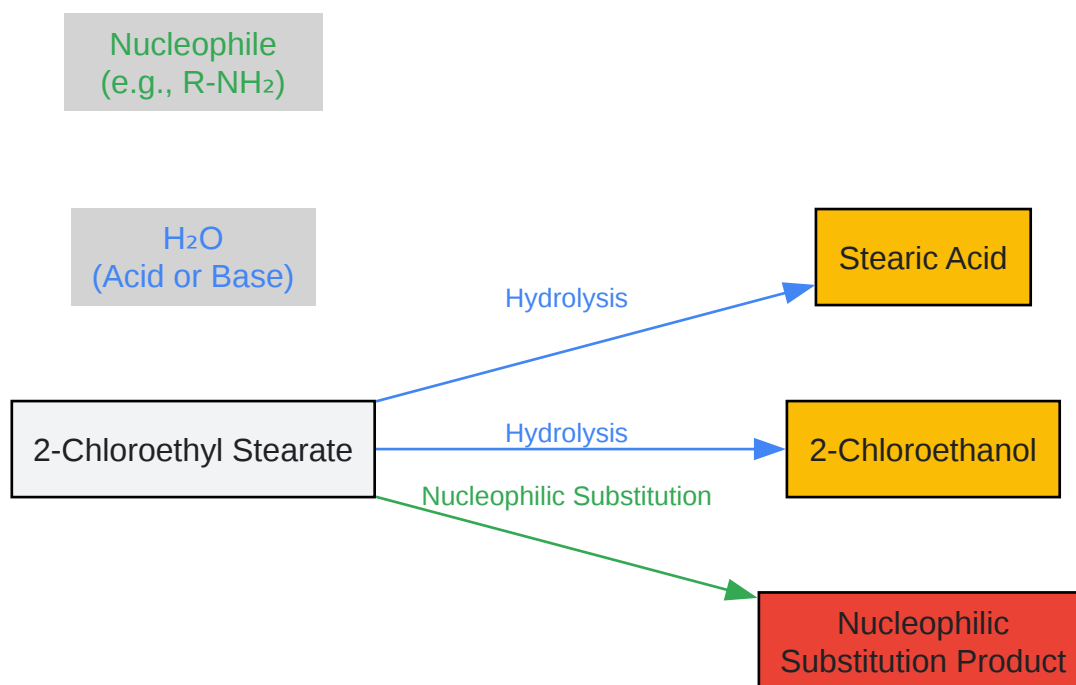 Nucleophile
(e.g., R-NH₂)
H₂O
(Acid or Base)
Stearic Acid
Hydrolysis
2-Chloroethyl Stearate
Hydrolysis
2-Chloroethanol
Nucleophilic Substitution
Nucleophilic
Substitution Product